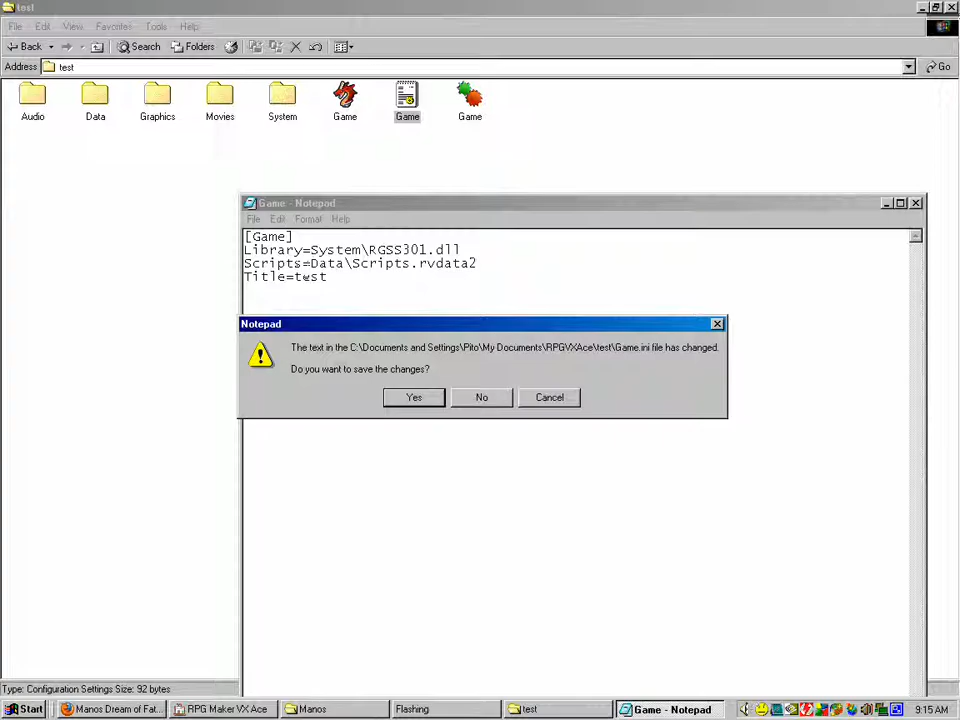 test
File Edit View Favorites Tools Help
Back Search Folders
Address test Go
Audio Data Graphics Movies System Game Game Game
Game - Notepad
File Edit Format Help
[Game]
Library=System\RGSS301.dll
Scripts=Data\Scripts.rvdata2
Title=test
Notepad
The text in the C:\Documents and Settings\Pito\My Documents\RPGVXAce\test\Game.ini file has changed.
Do you want to save the changes?
Yes No Cancel
Type: Configuration Settings Size: 92 bytes
Start Manos Dream of Fat... RPG Maker VX Ace Manos Flashing test Game - Notepad 9:15 AM